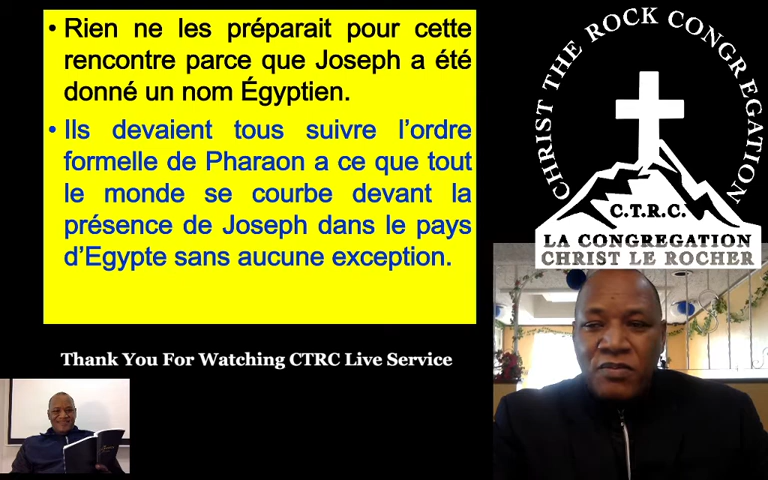 • Rien ne les préparait pour cette
rencontre parce que Joseph a été
donné un nom Égyptien.
• Ils devaient tous suivre l’ordre
formelle de Pharaon a ce que tout
le monde se courbe devant la
présence de Joseph dans le pays
d’Egypte sans aucune exception.
CHRIST THE ROCK CONGREGATION
C.T.R.C.
LA CONGREGATION
CHRIST LE ROCHER
Thank You For Watching CTRC Live Service